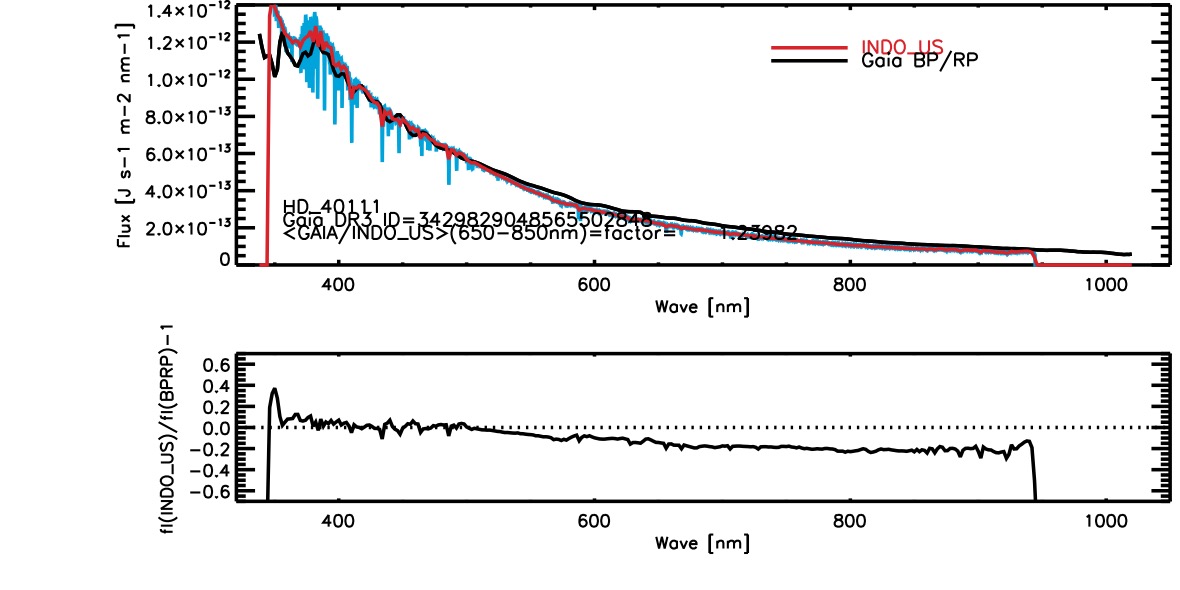 1.4×10−12
1.2×10−12
1.0×10−12
8.0×10−13
6.0×10−13
4.0×10−13
2.0×10−13
0
Flux [J s−1 m−2 nm−1]
INDO_US
Gaia BP/RP
HD_40111
Gaia DR3 ID=3429829048565502848
<GAIA/INDO_US>(650−850nm)=factor= 1.23982
400 600 800 1000
Wave [nm]
0.6
0.4
0.2
0.0
−0.2
−0.4
−0.6
fl(INDO_US)/fl(BPRP)−1
400 600 800 1000
Wave [nm]